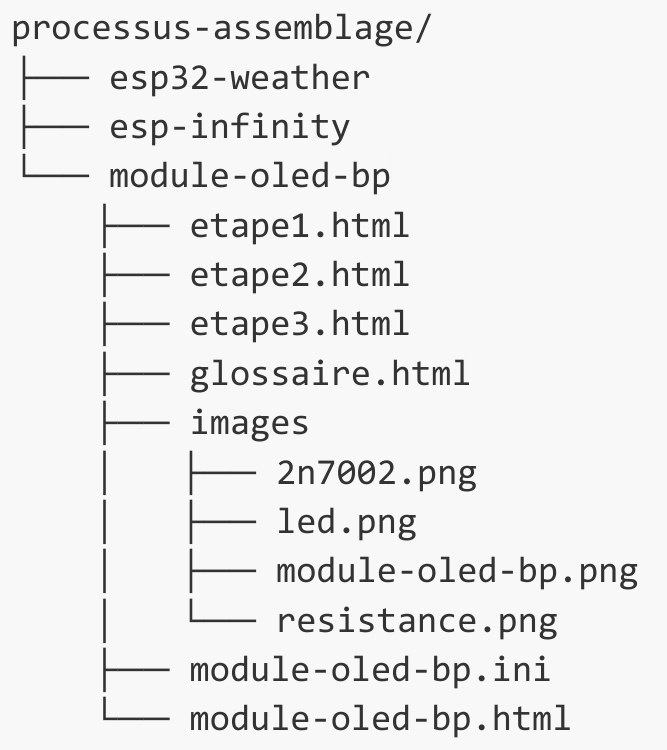 processus-assemblage/
├── esp32-weather
├── esp-infinity
└── module-oled-bp
    ├── etape1.html
    ├── etape2.html
    ├── etape3.html
    ├── glossaire.html
    ├── images
    │   ├── 2n7002.png
    │   ├── led.png
    │   ├── module-oled-bp.png
    │   └── resistance.png
    ├── module-oled-bp.ini
    └── module-oled-bp.html